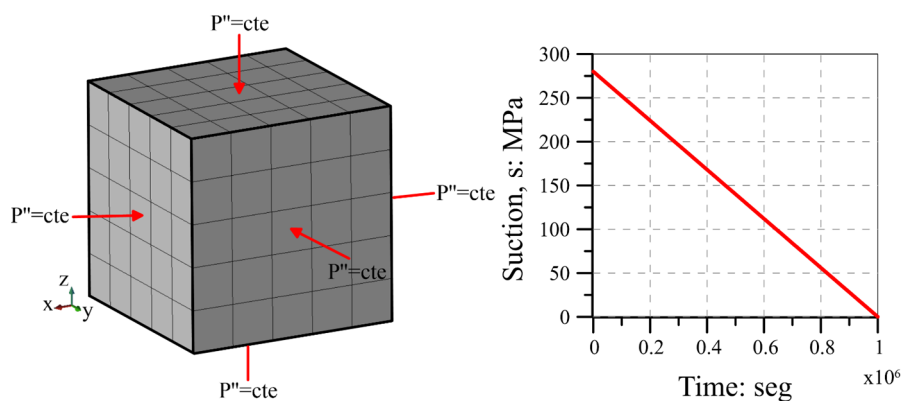 P"=cte
P"=cte
P"=cte
P"=cte
P"=cte
z
x
y
Suction, s: MPa
300
250
200
150
100
50
0
0
0.2
0.4
0.6
0.8
1
x10⁶
Time: seg